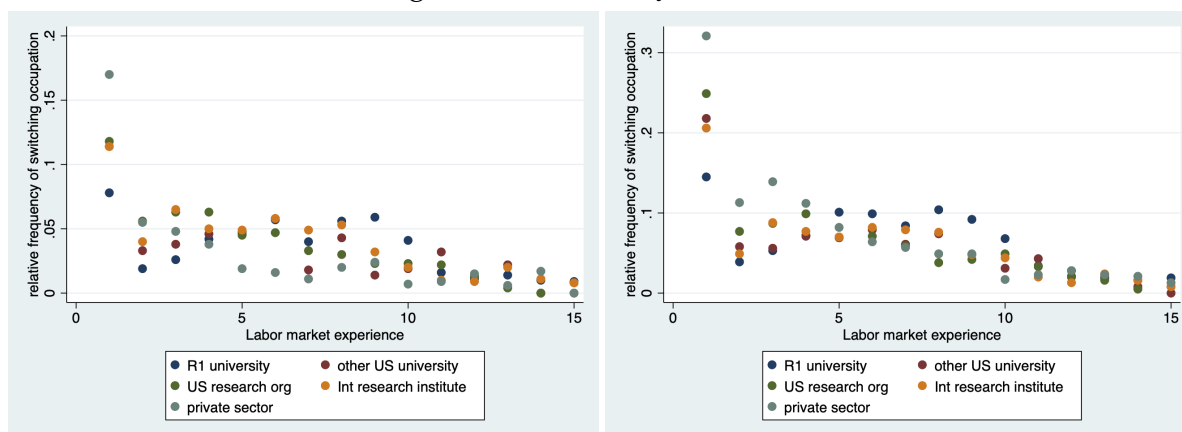 relative frequency of switching occupation
.2
.15
.1
.05
0
0 5 10 15
Labor market experience
R1 university other US university
US research org Int research institute
private sector
relative frequency of switching occupation
.3
.2
.1
0
0 5 10 15
Labor market experience
R1 university other US university
US research org Int research institute
private sector